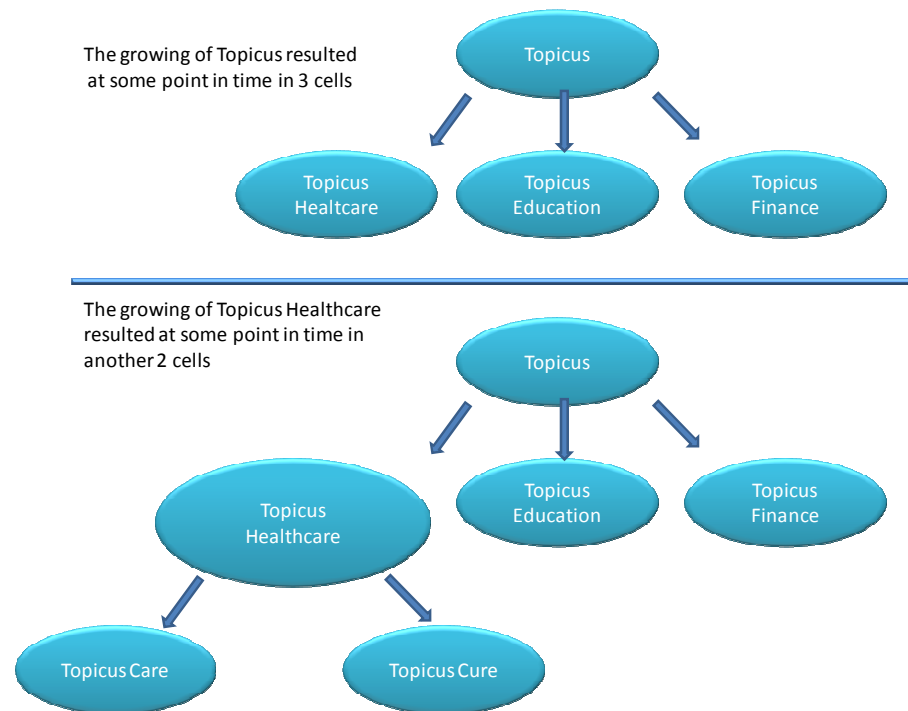 The growing of Topicus resulted
at some point in time in 3 cells
Topicus
Topicus
Healtcare
Topicus
Education
Topicus
Finance
The growing of Topicus Healthcare
resulted at some point in time in
another 2 cells
Topicus
Topicus
Healthcare
Topicus
Education
Topicus
Finance
Topicus Care
Topicus Cure